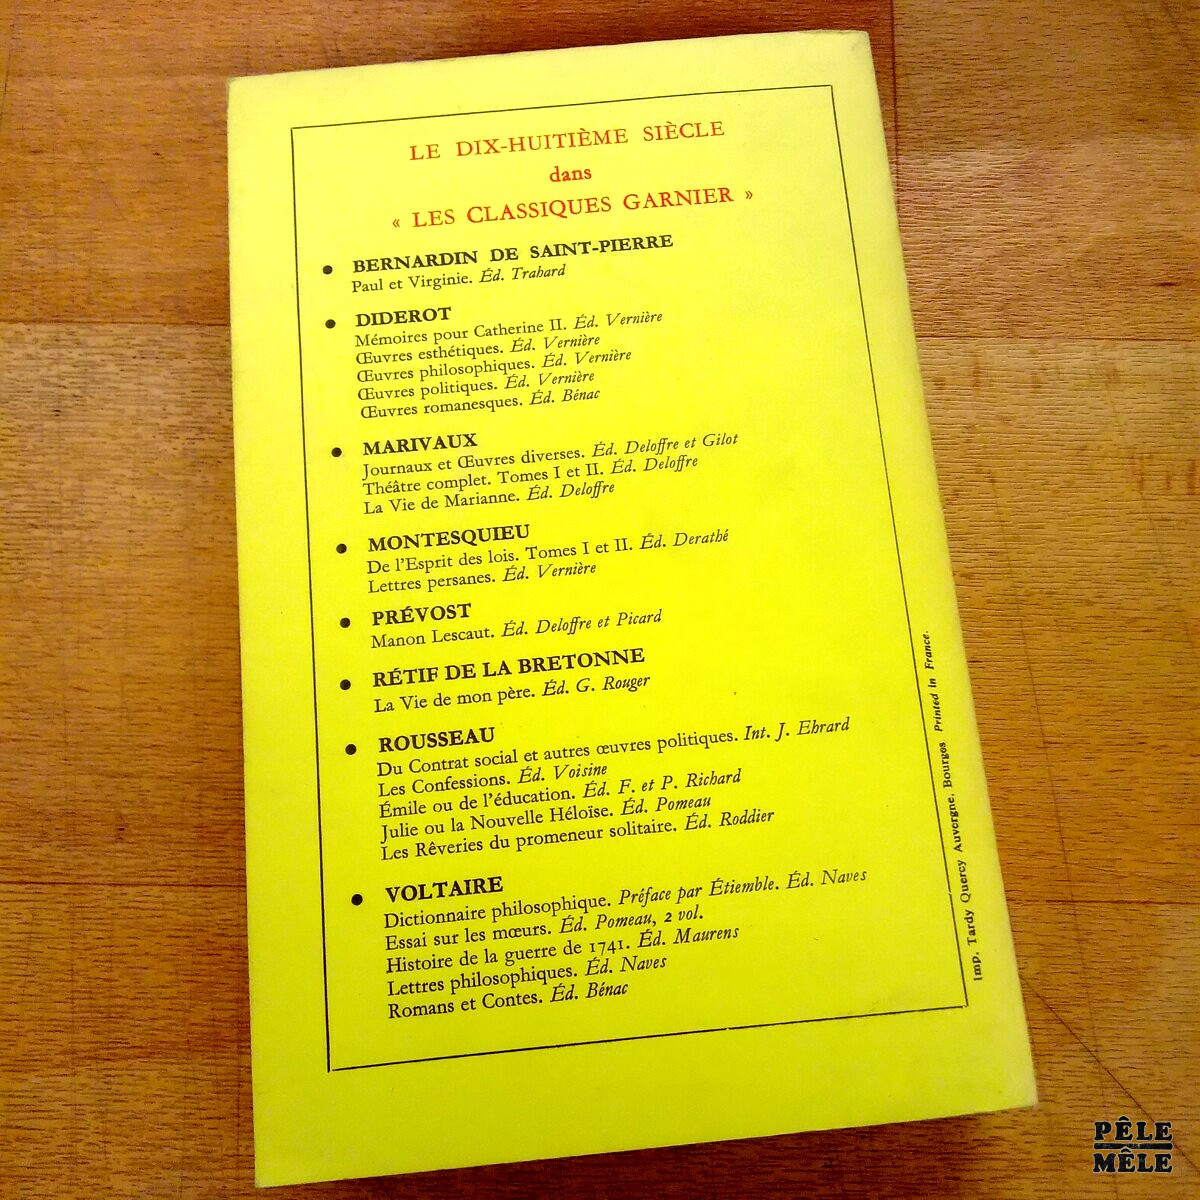 LE DIX-HUITIÈME SIÈCLE
dans
« LES CLASSIQUES GARNIER »
● BERNARDIN DE SAINT-PIERRE
Paul et Virginie. Éd. Trahard
● DIDEROT
Mémoires pour Catherine II. Éd. Vernière
Œuvres esthétiques. Éd. Vernière
Œuvres philosophiques. Éd. Vernière
Œuvres politiques. Éd. Vernière
Œuvres romanesques. Éd. Bénac
● MARIVAUX
Journaux et Œuvres diverses. Éd. Deloffre et Gilot
Théâtre complet. Tomes I et II. Éd. Deloffre
La Vie de Marianne. Éd. Deloffre
● MONTESQUIEU
De l'Esprit des lois. Tomes I et II. Éd. Derathé
Lettres persanes. Éd. Vernière
● PRÉVOST
Manon Lescaut. Éd. Deloffre et Picard
● RÉTIF DE LA BRETONNE
La Vie de mon père. Éd. G. Rouger
● ROUSSEAU
Du Contrat social et autres œuvres politiques. Int. J. Ehrard
Les Confessions. Éd. Voisine
Émile ou de l'éducation. Éd. F. et P. Richard
Julie ou la Nouvelle Héloïse. Éd. Pomeau
Les Rêveries du promeneur solitaire. Éd. Roddier
● VOLTAIRE
Dictionnaire philosophique. Préface par Étiemble. Éd. Naves
Essai sur les mœurs. Éd. Pomeau, 2 vol.
Histoire de la guerre de 1741. Éd. Maurens
Lettres philosophiques. Éd. Naves
Romans et Contes. Éd. Bénac
Imp. Tardy Quercy Auvergne, Bourges Printed in France.
PÊLE
MÊLE